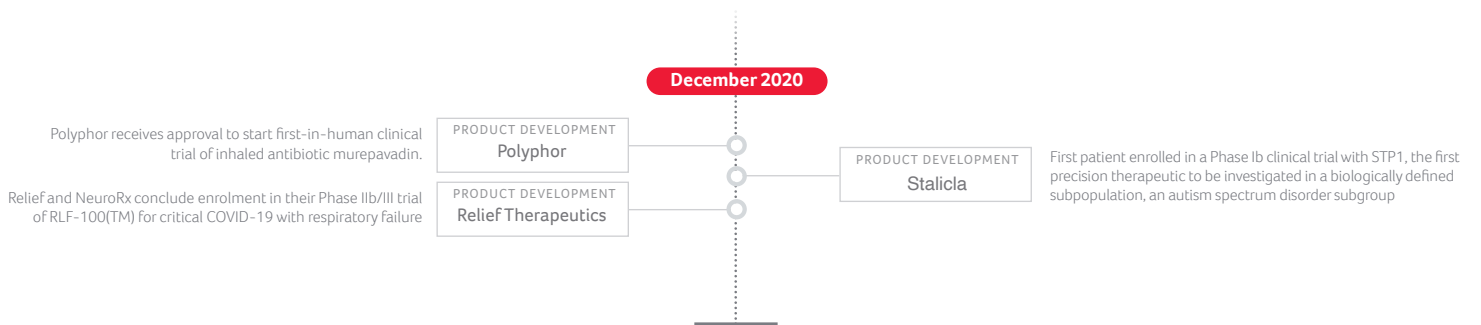 December 2020
Polyphor receives approval to start first-in-human clinical
trial of inhaled antibiotic murepavadin.
PRODUCT DEVELOPMENT
Polyphor
PRODUCT DEVELOPMENT
Stalicla
First patient enrolled in a Phase Ib clinical trial with STP1, the first
precision therapeutic to be investigated in a biologically defined
subpopulation, an autism spectrum disorder subgroup
Relief and NeuroRx conclude enrolment in their Phase IIb/III trial
of RLF-100(TM) for critical COVID-19 with respiratory failure
PRODUCT DEVELOPMENT
Relief Therapeutics